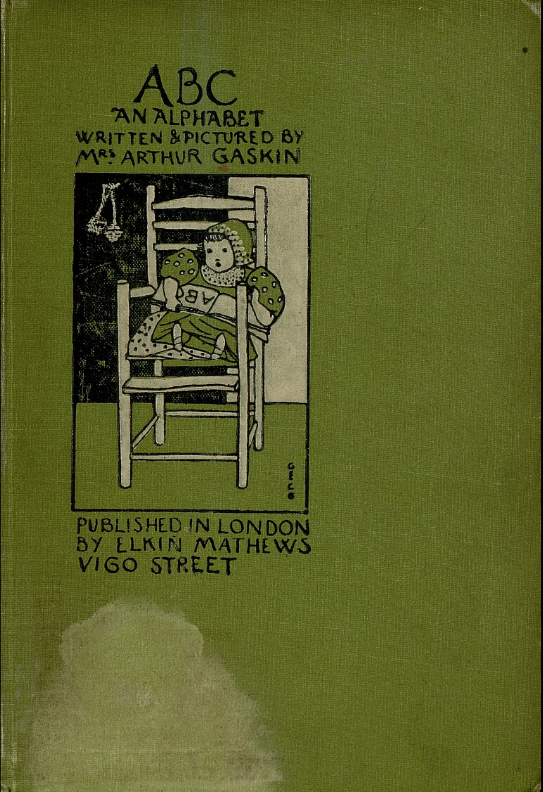 ABC
AN ALPHABET
WRITTEN & PICTURED BY
MRS. ARTHUR GASKIN
ABC
PUBLISHED IN LONDON
BY ELKIN MATHEWS
VIGO STREET